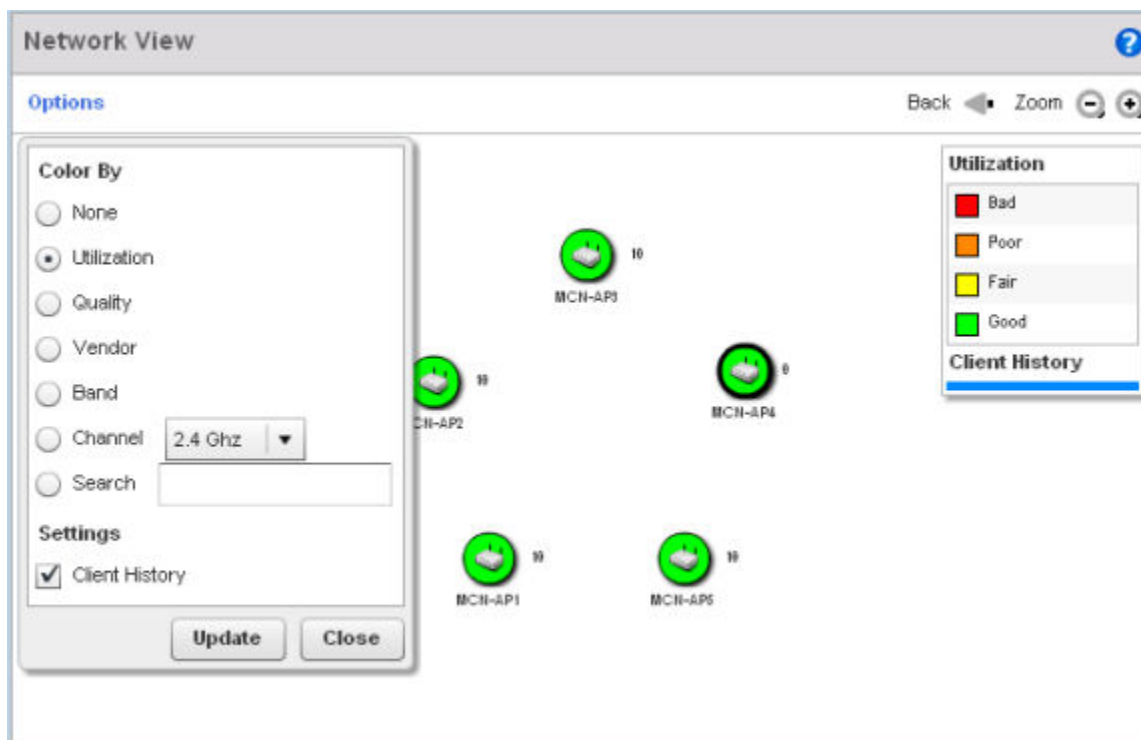 Network View
?
Options
Back
Zoom
Color By
None
Utilization
Quality
Vendor
Band
Channel
2.4 Ghz
Search
Settings
Client History
Update
Close
10
MCN-AP3
10
CN-AP2
0
MCN-AP4
10
MCN-AP1
10
MCN-AP5
Utilization
Bad
Poor
Fair
Good
Client History